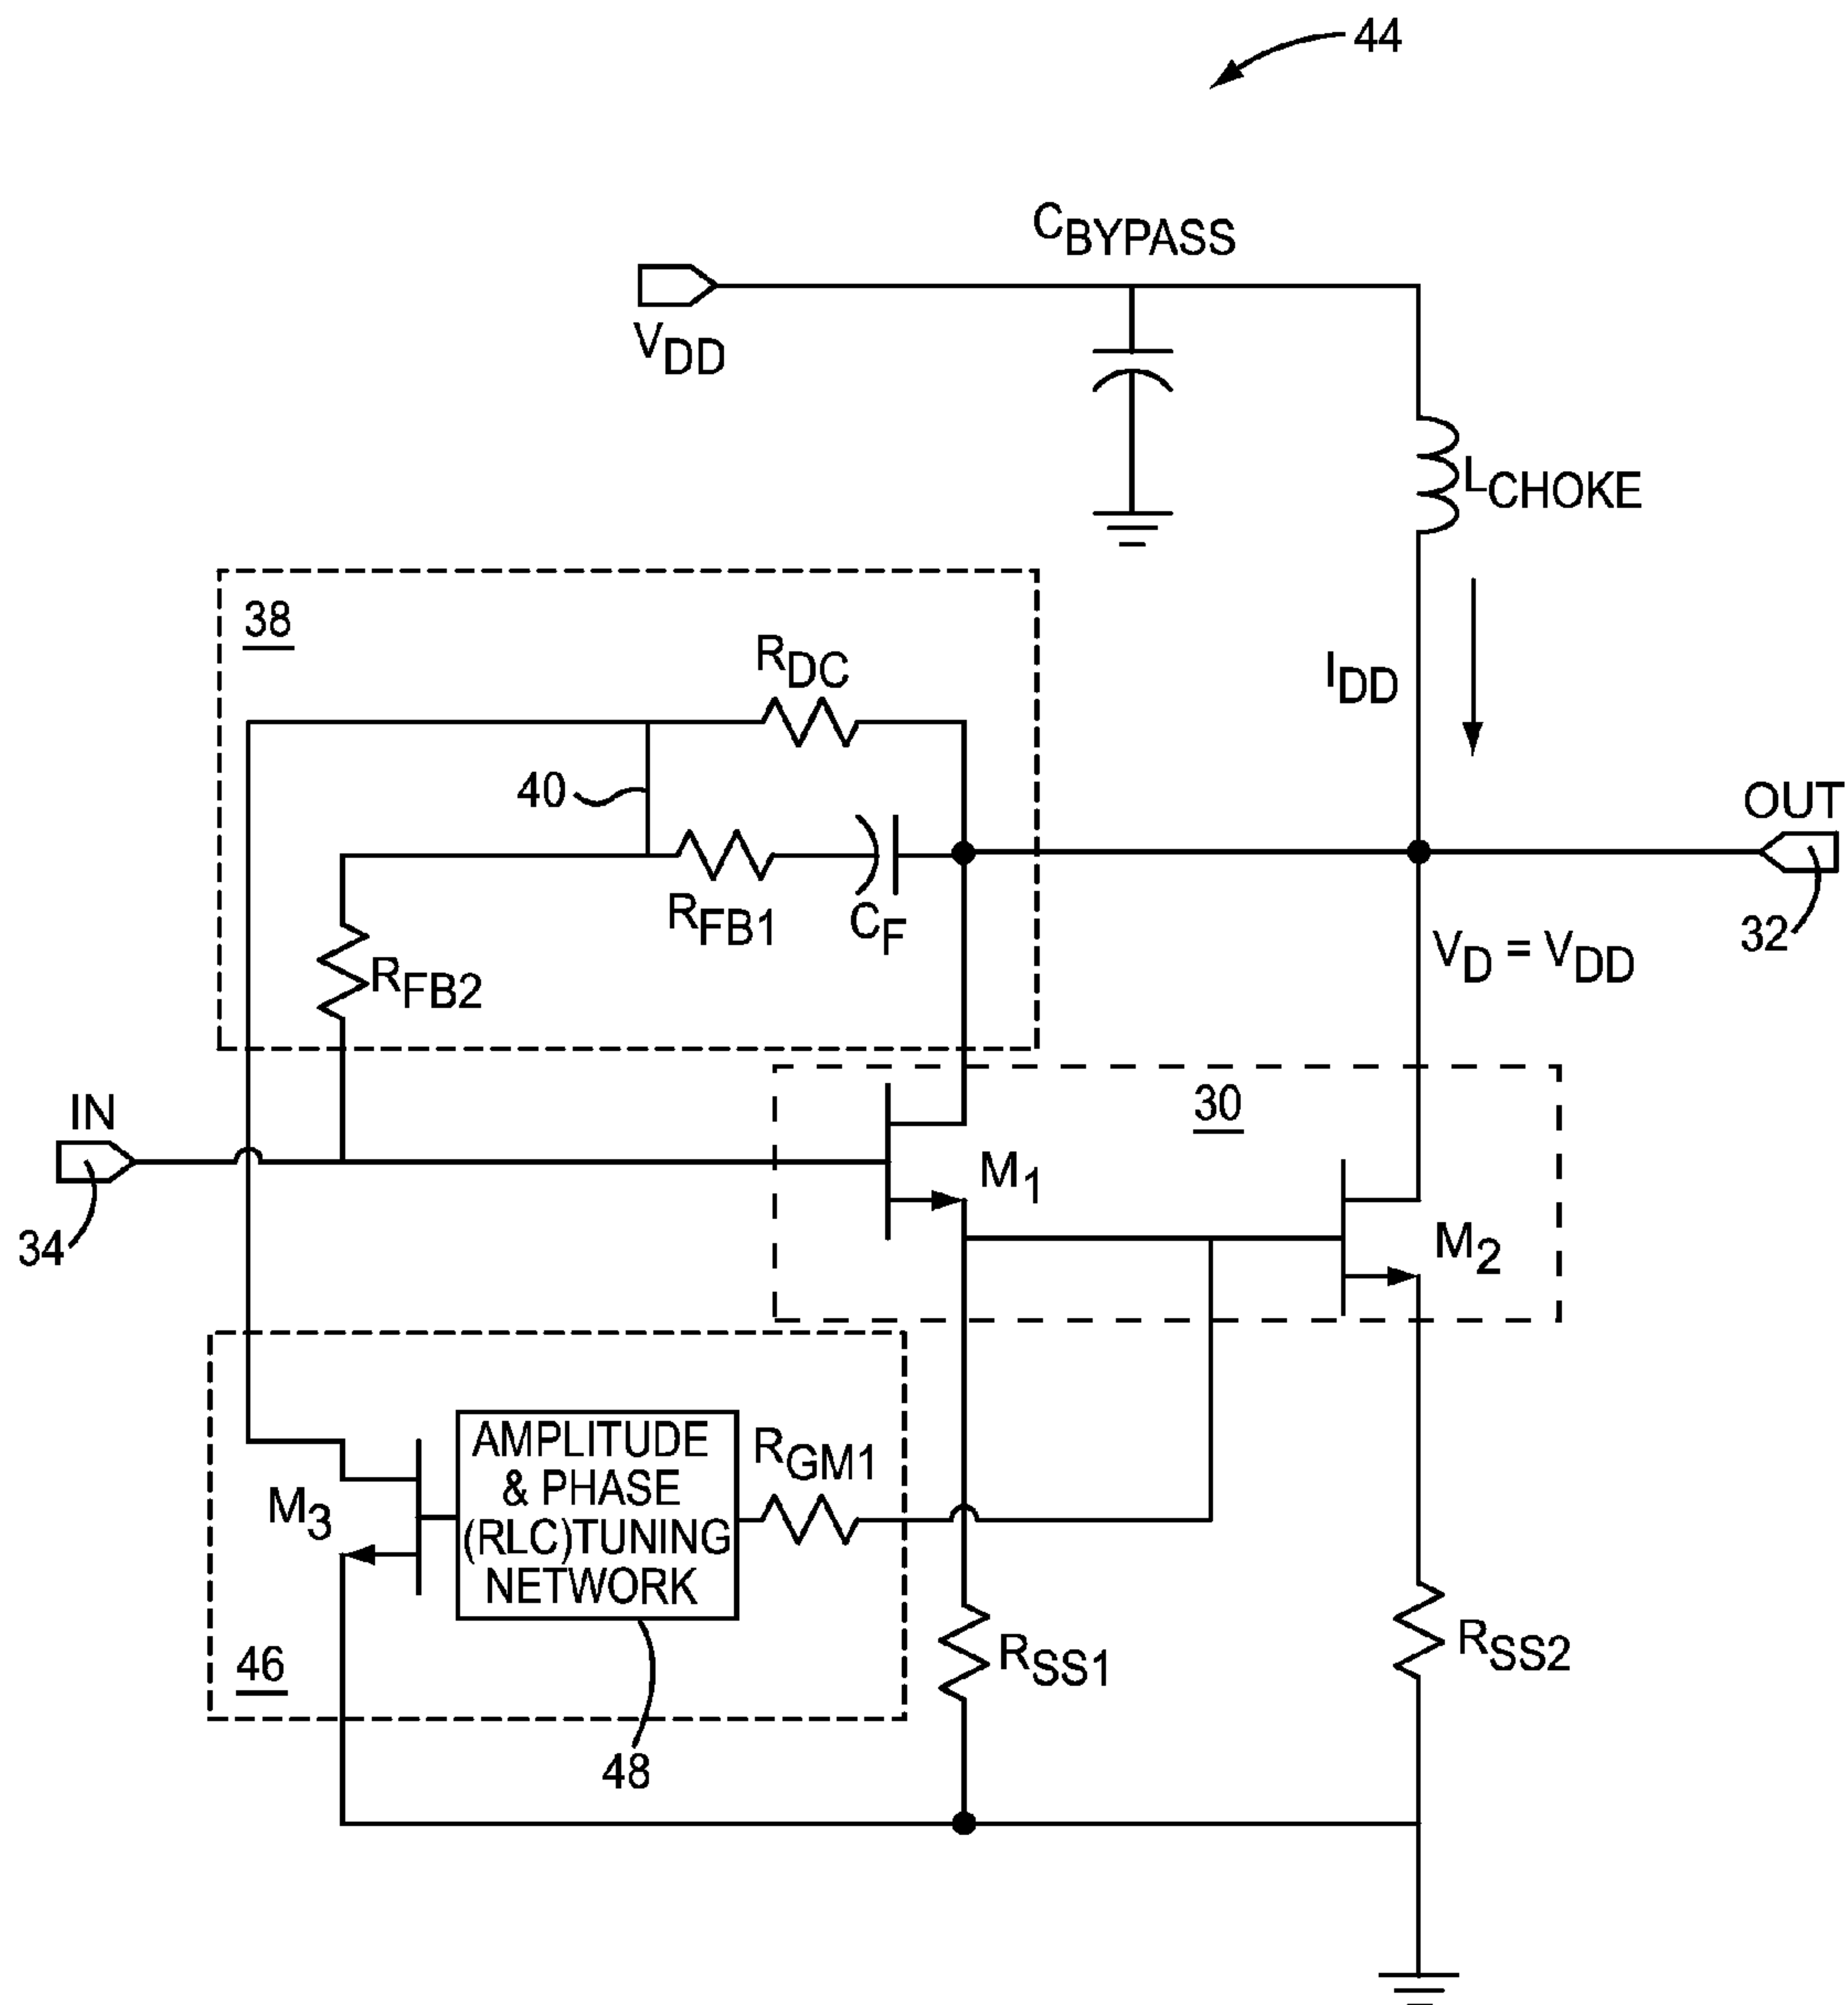 44
CBYPASS
VDD
LCHOKE
38
RDC
IDD
40
OUT
RFB1
CF
32
RFB2
VD = VDD
IN
30
M1
34
M2
AMPLITUDE
& PHASE
(RLC)TUNING
NETWORK
RGM1
M3
46
RSS1
RSS2
48